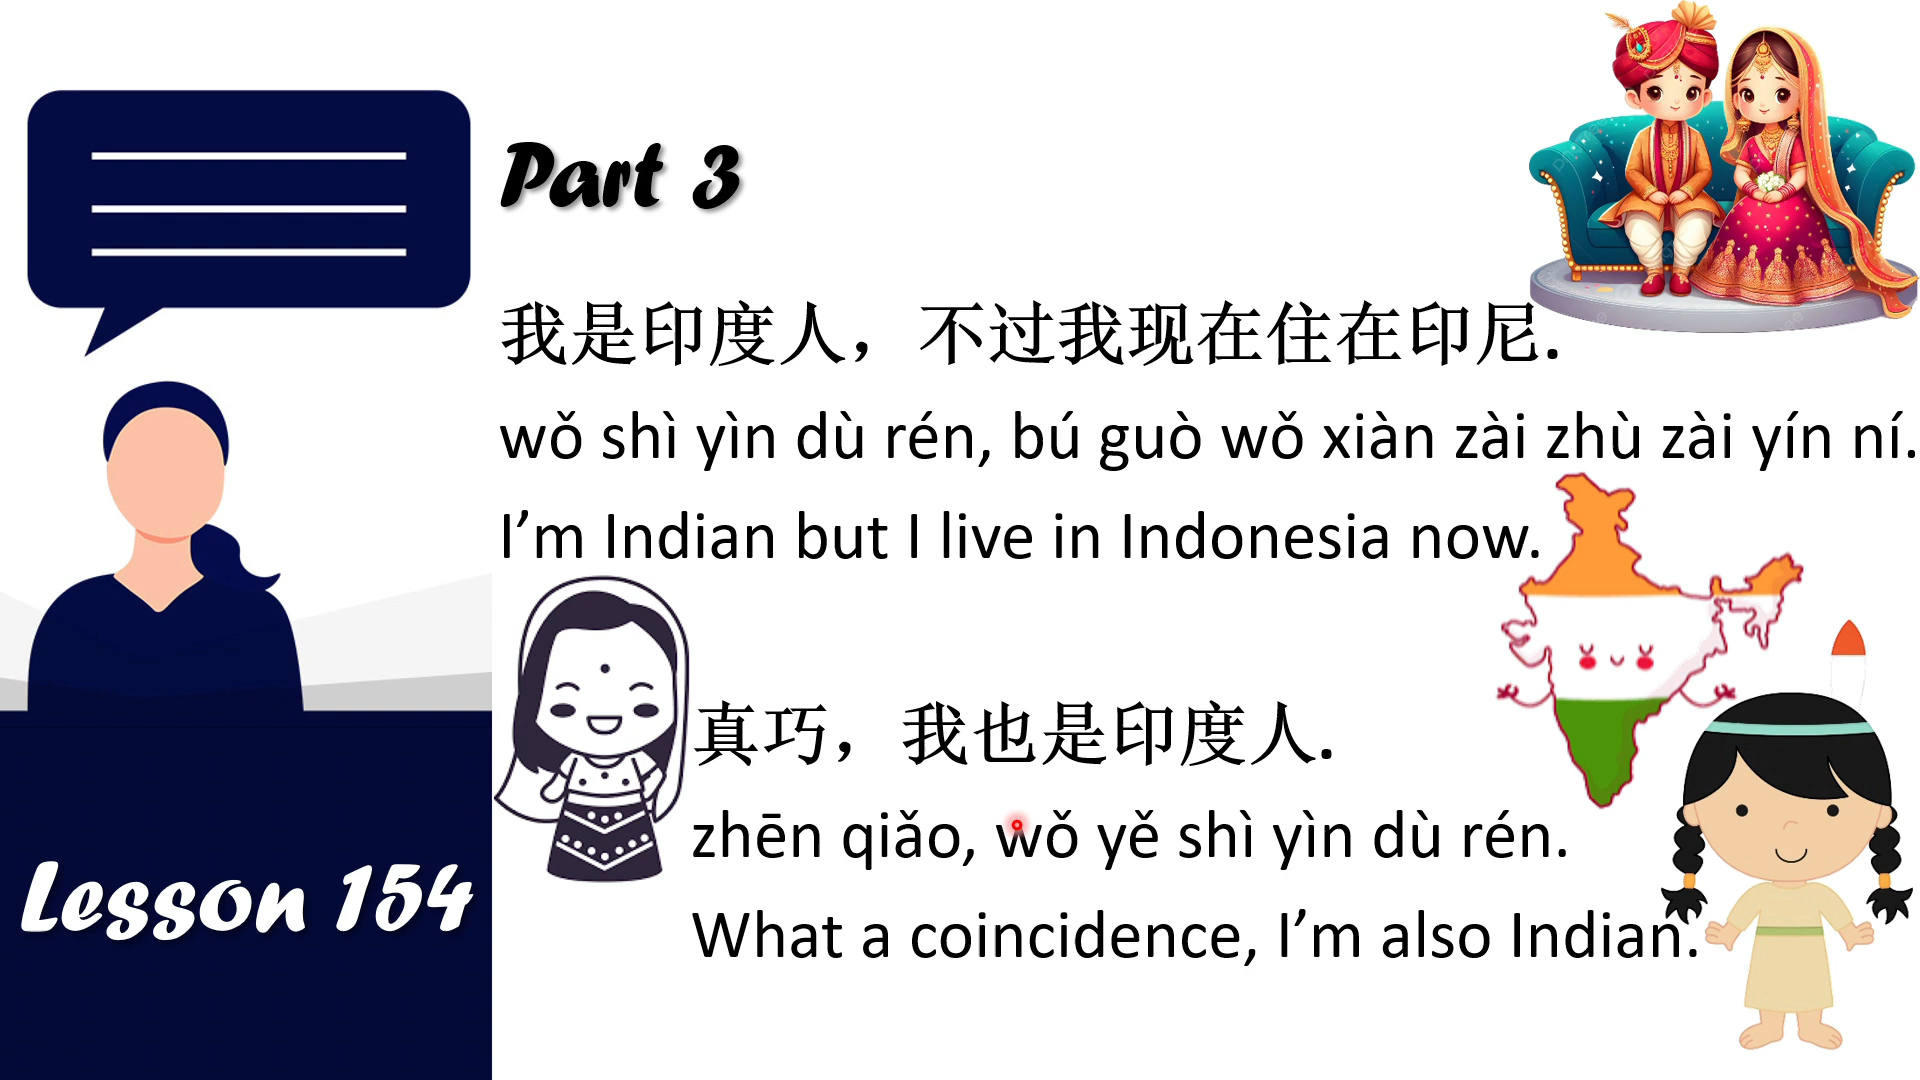 Part 3
我是印度人，不过我现在住在印尼.
wǒ shì yìn dù rén, bú guò wǒ xiàn zài zhù zài yín ní.
I’m Indian but I live in Indonesia now.
真巧，我也是印度人.
zhēn qiǎo, wǒ yě shì yìn dù rén.
What a coincidence, I’m also Indian.
Lesson 154